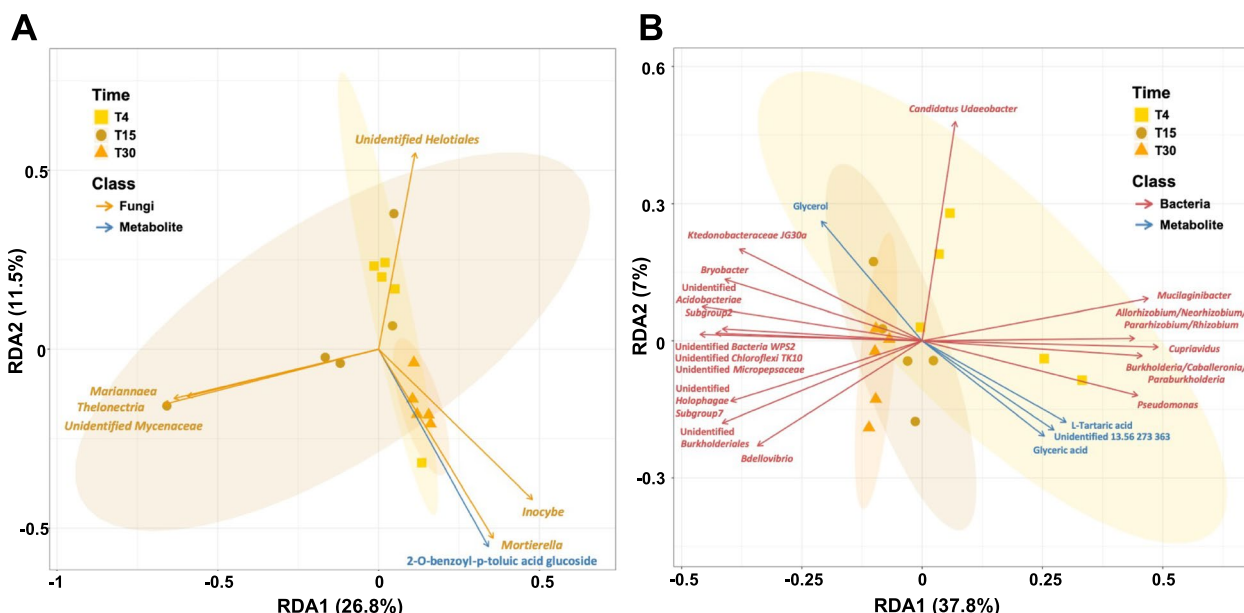 A
Time
T4
T15
T30
Class
Fungi
Metabolite
Unidentified Helotiales
Mariannaea
Thelonectria
Unidentified Mycenaceae
Inocybe
Mortierella
2-O-benzoyl-p-toluic acid glucoside
0.5
0
-0.5
-1
-0.5
0
0.5
RDA1 (26.8%)
RDA2 (11.5%)
B
Time
T4
T15
T30
Class
Bacteria
Metabolite
Candidatus Udaeobacter
Glycerol
Ktedonobacteraceae JG30a
Bryobacter
Unidentified
Acidobacteriae
Subgroup2
Unidentified Bacteria WPS2
Unidentified Chloroflexi TK10
Unidentified Micropepsaceae
Unidentified
Holophagae
Subgroup7
Unidentified
Burkholderiales
Bdellovibrio
Mucilaginibacter
Allorhizobium/Neorhizobium/
Pararhizobium/Rhizobium
Cupriavidus
Burkholderia/Caballeronia/
Paraburkholderia
Pseudomonas
L-Tartaric acid
Unidentified 13.56 273 363
Glyceric acid
0.6
0.3
0
-0.3
-0.5
-0.25
0
0.25
0.5
RDA1 (37.8%)
RDA2 (7%)